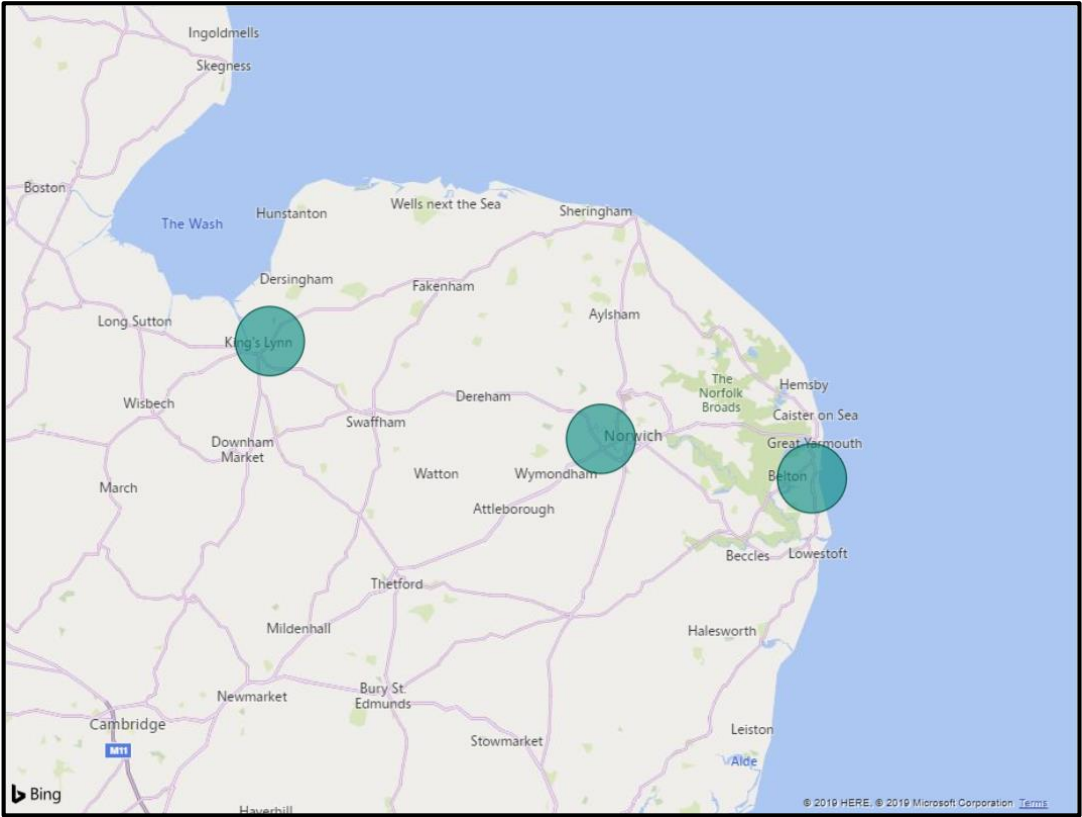 Ingoldmells
Skegness
Boston
The Wash
Hunstanton
Wells next the Sea
Sheringham
Dersingham
Fakenham
Long Sutton
King's Lynn
Aylsham
Wisbech
Swaffham
Dereham
The
Norfolk
Broads
Hemsby
Caister on Sea
Downham
Market
Norwich
Great Yarmouth
March
Watton
Wymondham
Belton
Attleborough
Beccles
Lowestoft
Thetford
Mildenhall
Halesworth
Newmarket
Bury St.
Edmunds
Cambridge
M11
Stowmarket
Leiston
Alde
Bing
Haverhill
© 2019 HERE, © 2019 Microsoft Corporation Terms